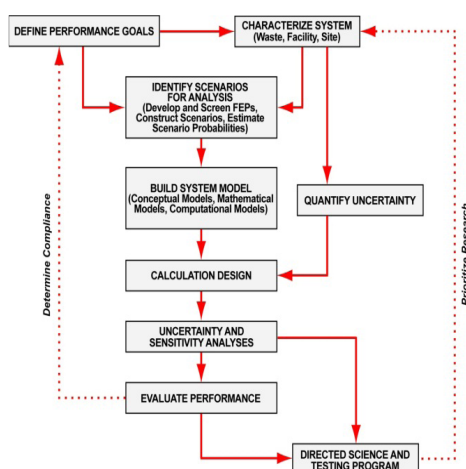 DEFINE PERFORMANCE GOALS
CHARACTERIZE SYSTEM
(Waste, Facility, Site)
IDENTIFY SCENARIOS
FOR ANALYSIS
(Develop and Screen FEPs,
Construct Scenarios, Estimate
Scenario Probabilities)
BUILD SYSTEM MODEL
(Conceptual Models, Mathematical
Models, Computational Models)
QUANTIFY UNCERTAINTY
Determine Compliance
Prioritize Research
CALCULATION DESIGN
UNCERTAINTY AND
SENSITIVITY ANALYSES
EVALUATE PERFORMANCE
DIRECTED SCIENCE AND
TESTING PROGRAM